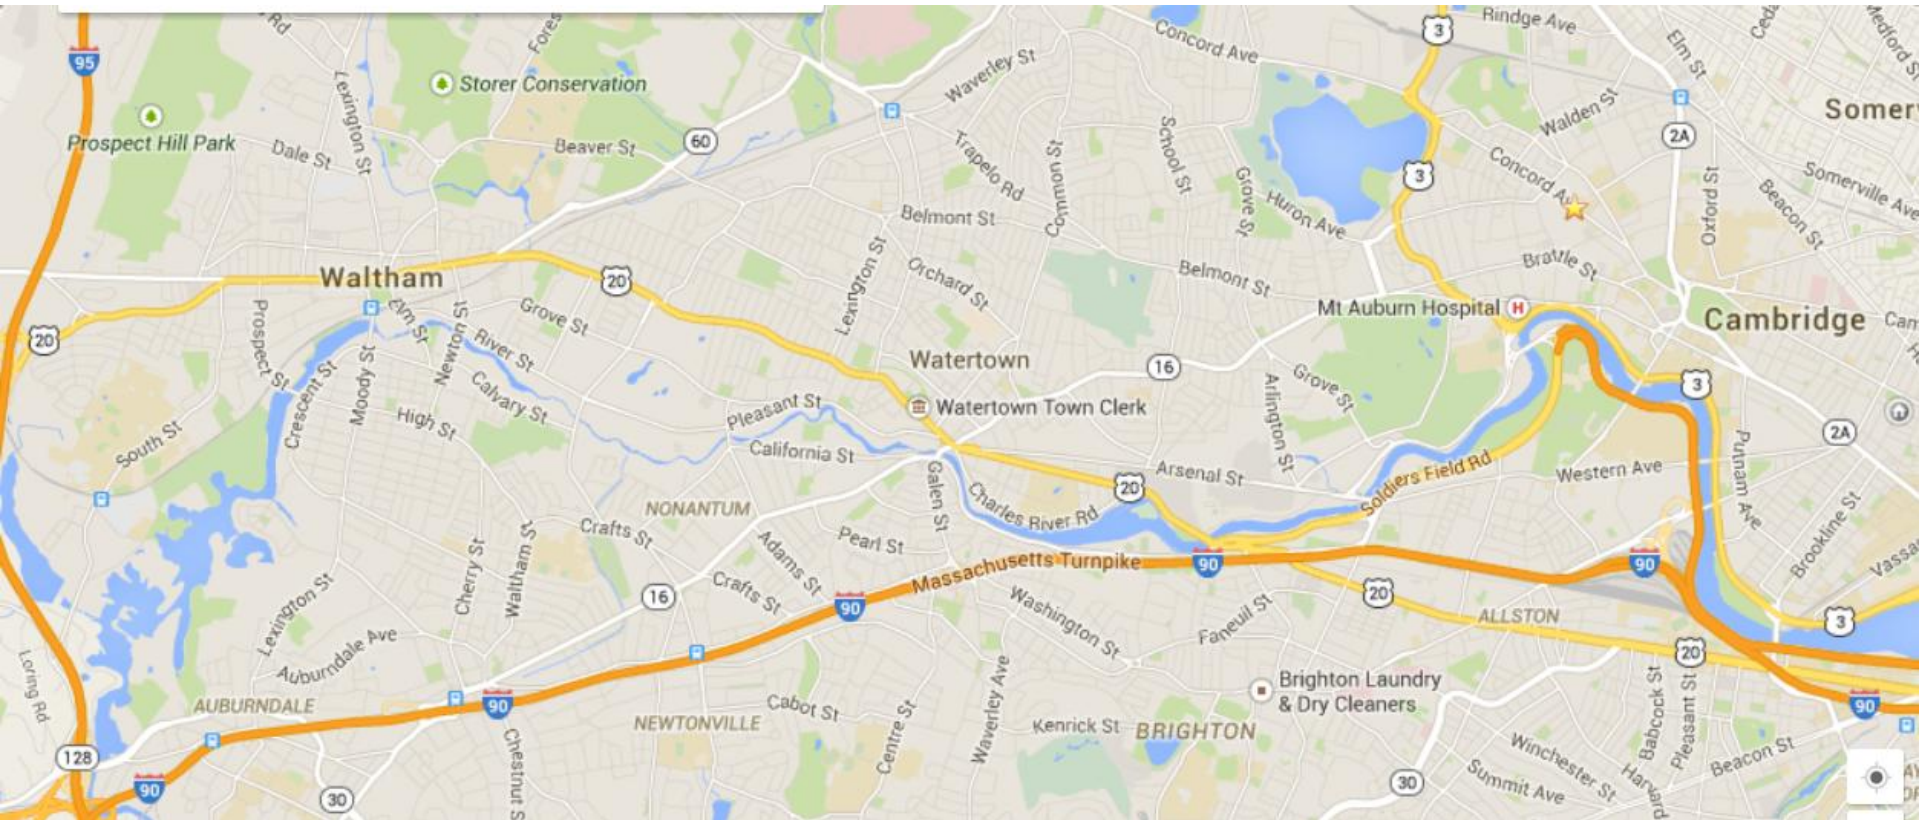 Rd
Fores
3
Rindge Ave
Concord Ave
Elm St
95
Storer Conservation
Waverley St
Lexington St
Walden St
Prospect Hill Park
Dale St
Beaver St
60
Trapelo Rd
Common St
School St
2A
3
Concord Av
Oxford St
Beacon St
Somerville Ave
Grove St
Huron Ave
Belmont St
Lexington St
Orchard St
Belmont St
Brattle St
Waltham
20
20
Prospect St
Elm St
Newton St
Grove St
River St
Mt Auburn Hospital
H
Cambridge
Watertown
16
Crescent St
Moody St
Calvary St
High St
South St
Pleasant St
California St
Watertown Town Clerk
Arlington St
Grove St
3
2A
Putnam Ave
Galen St
20
Arsenal St
Soldiers Field Rd
Western Ave
Charles River Rd
NONANTUM
Crafts St
Adams St
Pearl St
Cherry St
Waltham St
Massachusetts Turnpike
90
90
Brookline St
Lexington St
Auburndale Ave
16
Crafts St
90
Washington St
Faneuil St
20
ALLSTON
3
20
Loring Rd
AUBURNDALE
90
NEWTONVILLE
Cabot St
Centre St
Waverley Ave
Kenrick St
BRIGHTON
Brighton Laundry
& Dry Cleaners
Babcock St
Pleasant St
90
128
90
30
Chestnut S
30
Winchester St
Summit Ave
Harvard
Beacon St